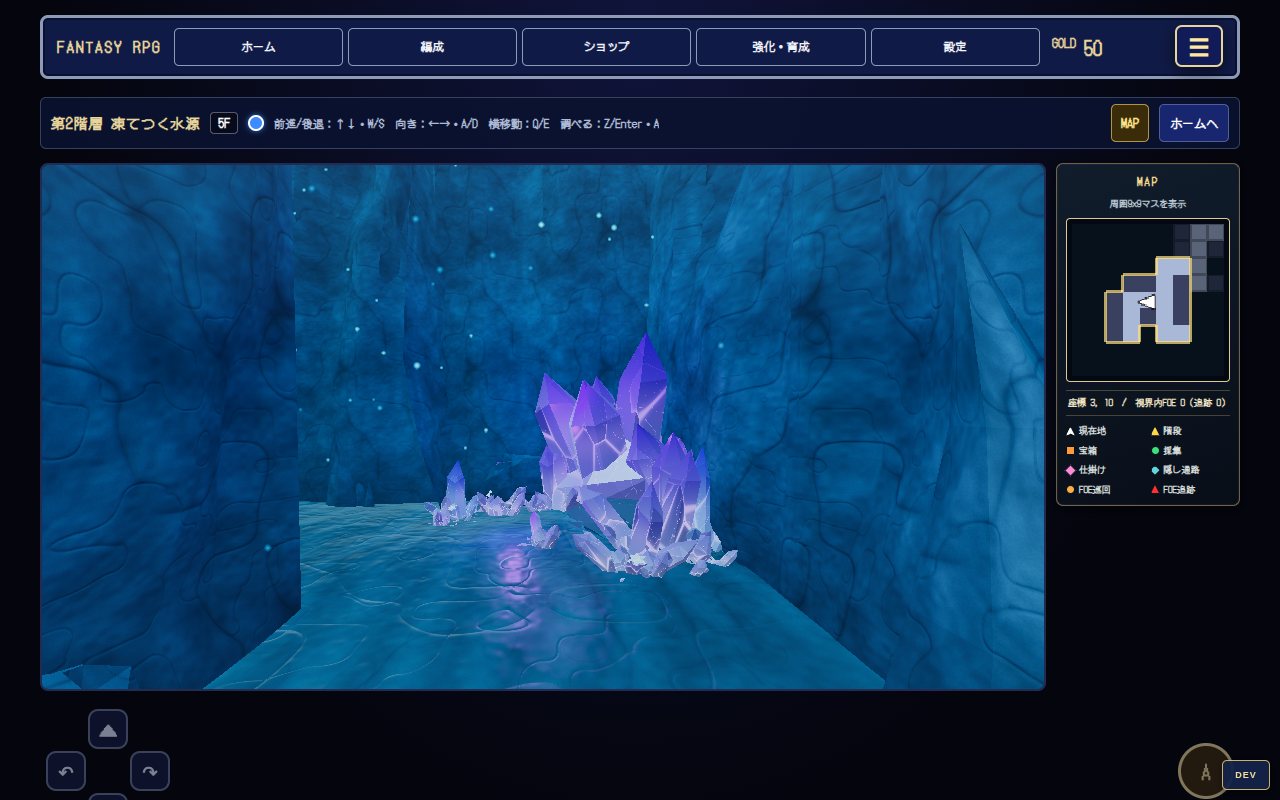 FANTASY RPG ホーム 編成 ショップ 強化・育成 設定 GOLD 50
第2階層 凍てつく水源 5F 前進/後退：↑↓・W/S 向き：←→・A/D 横移動：Q/E 調べる：Z/Enter・A MAP ホームへ
MAP
周囲9x9マスを表示
座標 3, 10 / 視界内FOE 0（追跡 0）
現在地 階段
宝箱 採集
仕掛け 隠し通路
FOE巡回 FOE追跡
A
DEV